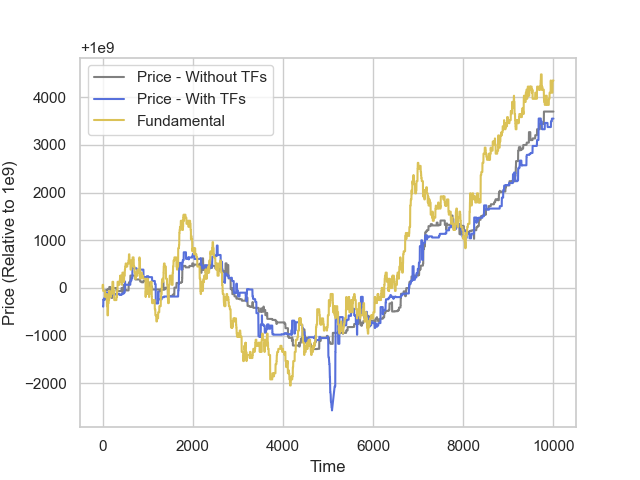 +1e9
Price - Without TFs
Price - With TFs
Fundamental
4000
3000
2000
1000
0
−1000
−2000
Price (Relative to 1e9)
0
2000
4000
6000
8000
10000
Time